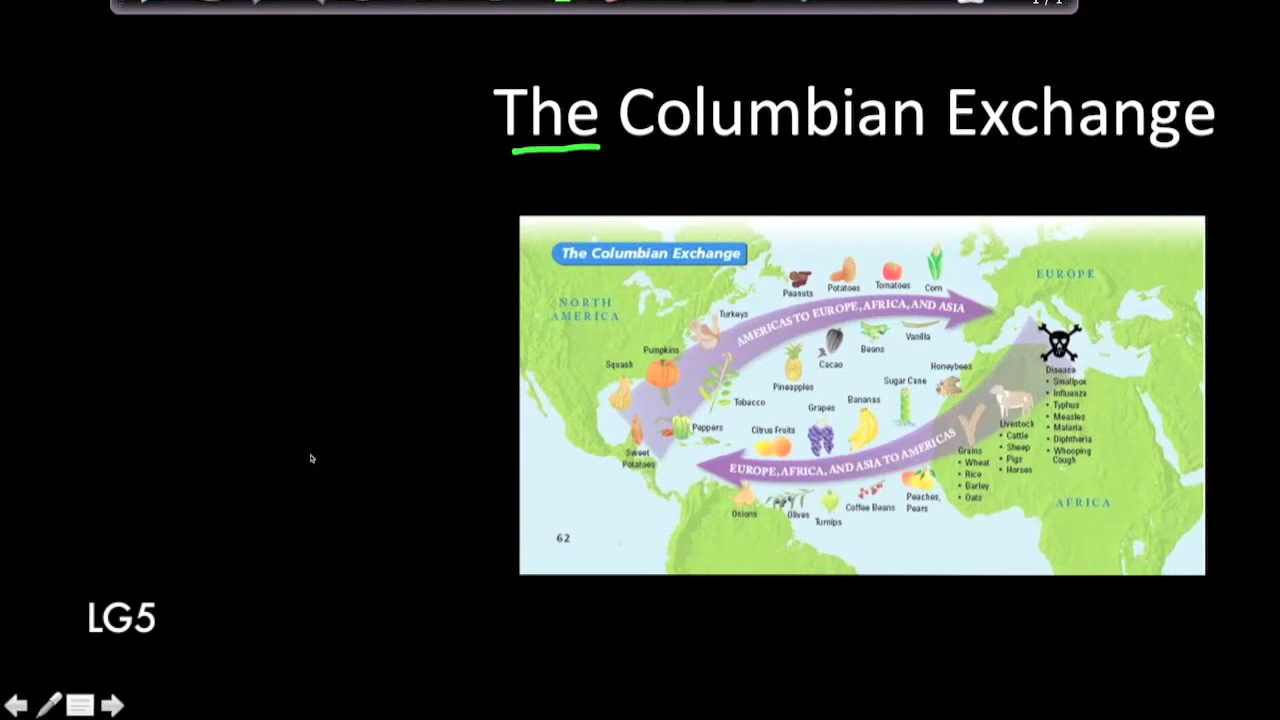 1/1
The Columbian Exchange
The Columbian Exchange
NORTH
AMERICA
EUROPE
AFRICA
Peanuts
Potatoes
Tomatoes
Corn
AMERICAS TO EUROPE, AFRICA, AND ASIA
Turkeys
Pumpkins
Squash
Vanilla
Beans
Cacao
Pineapples
Honeybees
Sugar Cane
Tobacco
Bananas
Grapes
Peppers
Citrus Fruits
Sweet
Potatoes
EUROPE, AFRICA, AND ASIA TO AMERICAS
Disease
• Smallpox
• Influenza
• Typhus
• Measles
• Malaria
• Diphtheria
• Whooping
Cough
Livestock
• Cattle
• Sheep
• Pigs
• Horses
Grains
• Wheat
• Rice
• Barley
• Oats
Onions
Olives
Turnips
Coffee Beans
Peaches,
Pears
62
LG5